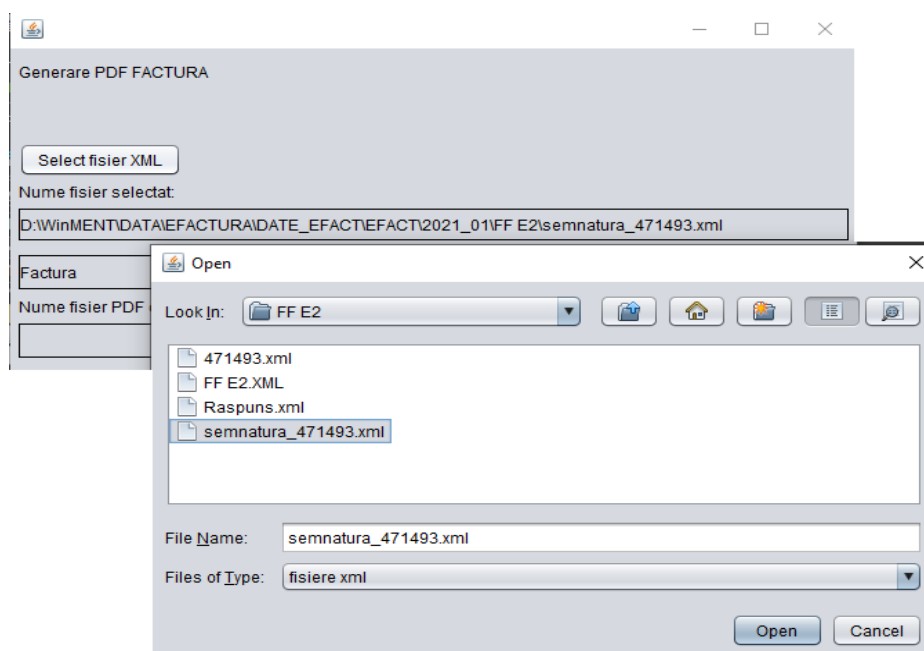 Generare PDF FACTURA
Select fisier XML
Nume fisier selectat:
D:\WinMENT\DATA\EFACTURA\DATE_EFACT\EFACT\2021_01\FF E2\semnatura_471493.xml
Factura
Nume fisier PDF
Open
Look In: FF E2
471493.xml
FF E2.XML
Raspuns.xml
semnatura_471493.xml
File Name: semnatura_471493.xml
Files of Type: fisiere xml
Open Cancel